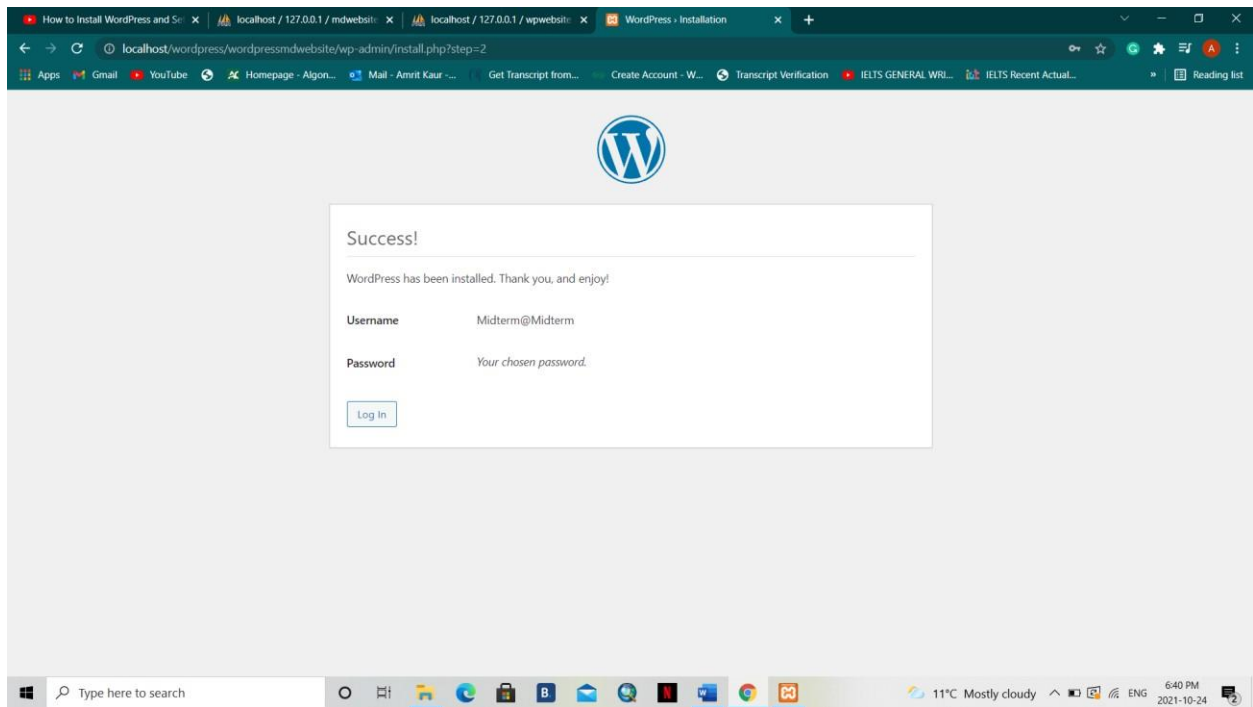 How to Install WordPress and Se
localhost / 127.0.0.1 / mdwebsite
localhost / 127.0.0.1 / wpwebsite
WordPress › Installation
localhost/wordpress/wordpressmdwebsite/wp-admin/install.php?step=2
A
Apps
Gmail
YouTube
Homepage - Algon...
Mail - Amrit Kaur -...
Get Transcript from...
Create Account - W...
Transcript Verification
IELTS GENERAL WRI...
IELTS Recent Actual...
»
Reading list
Success!
WordPress has been installed. Thank you, and enjoy!
Username Midterm@Midterm
Password Your chosen password.
Log In
Type here to search
B.
N
11°C Mostly cloudy
ENG
6:40 PM
2021-10-24
2